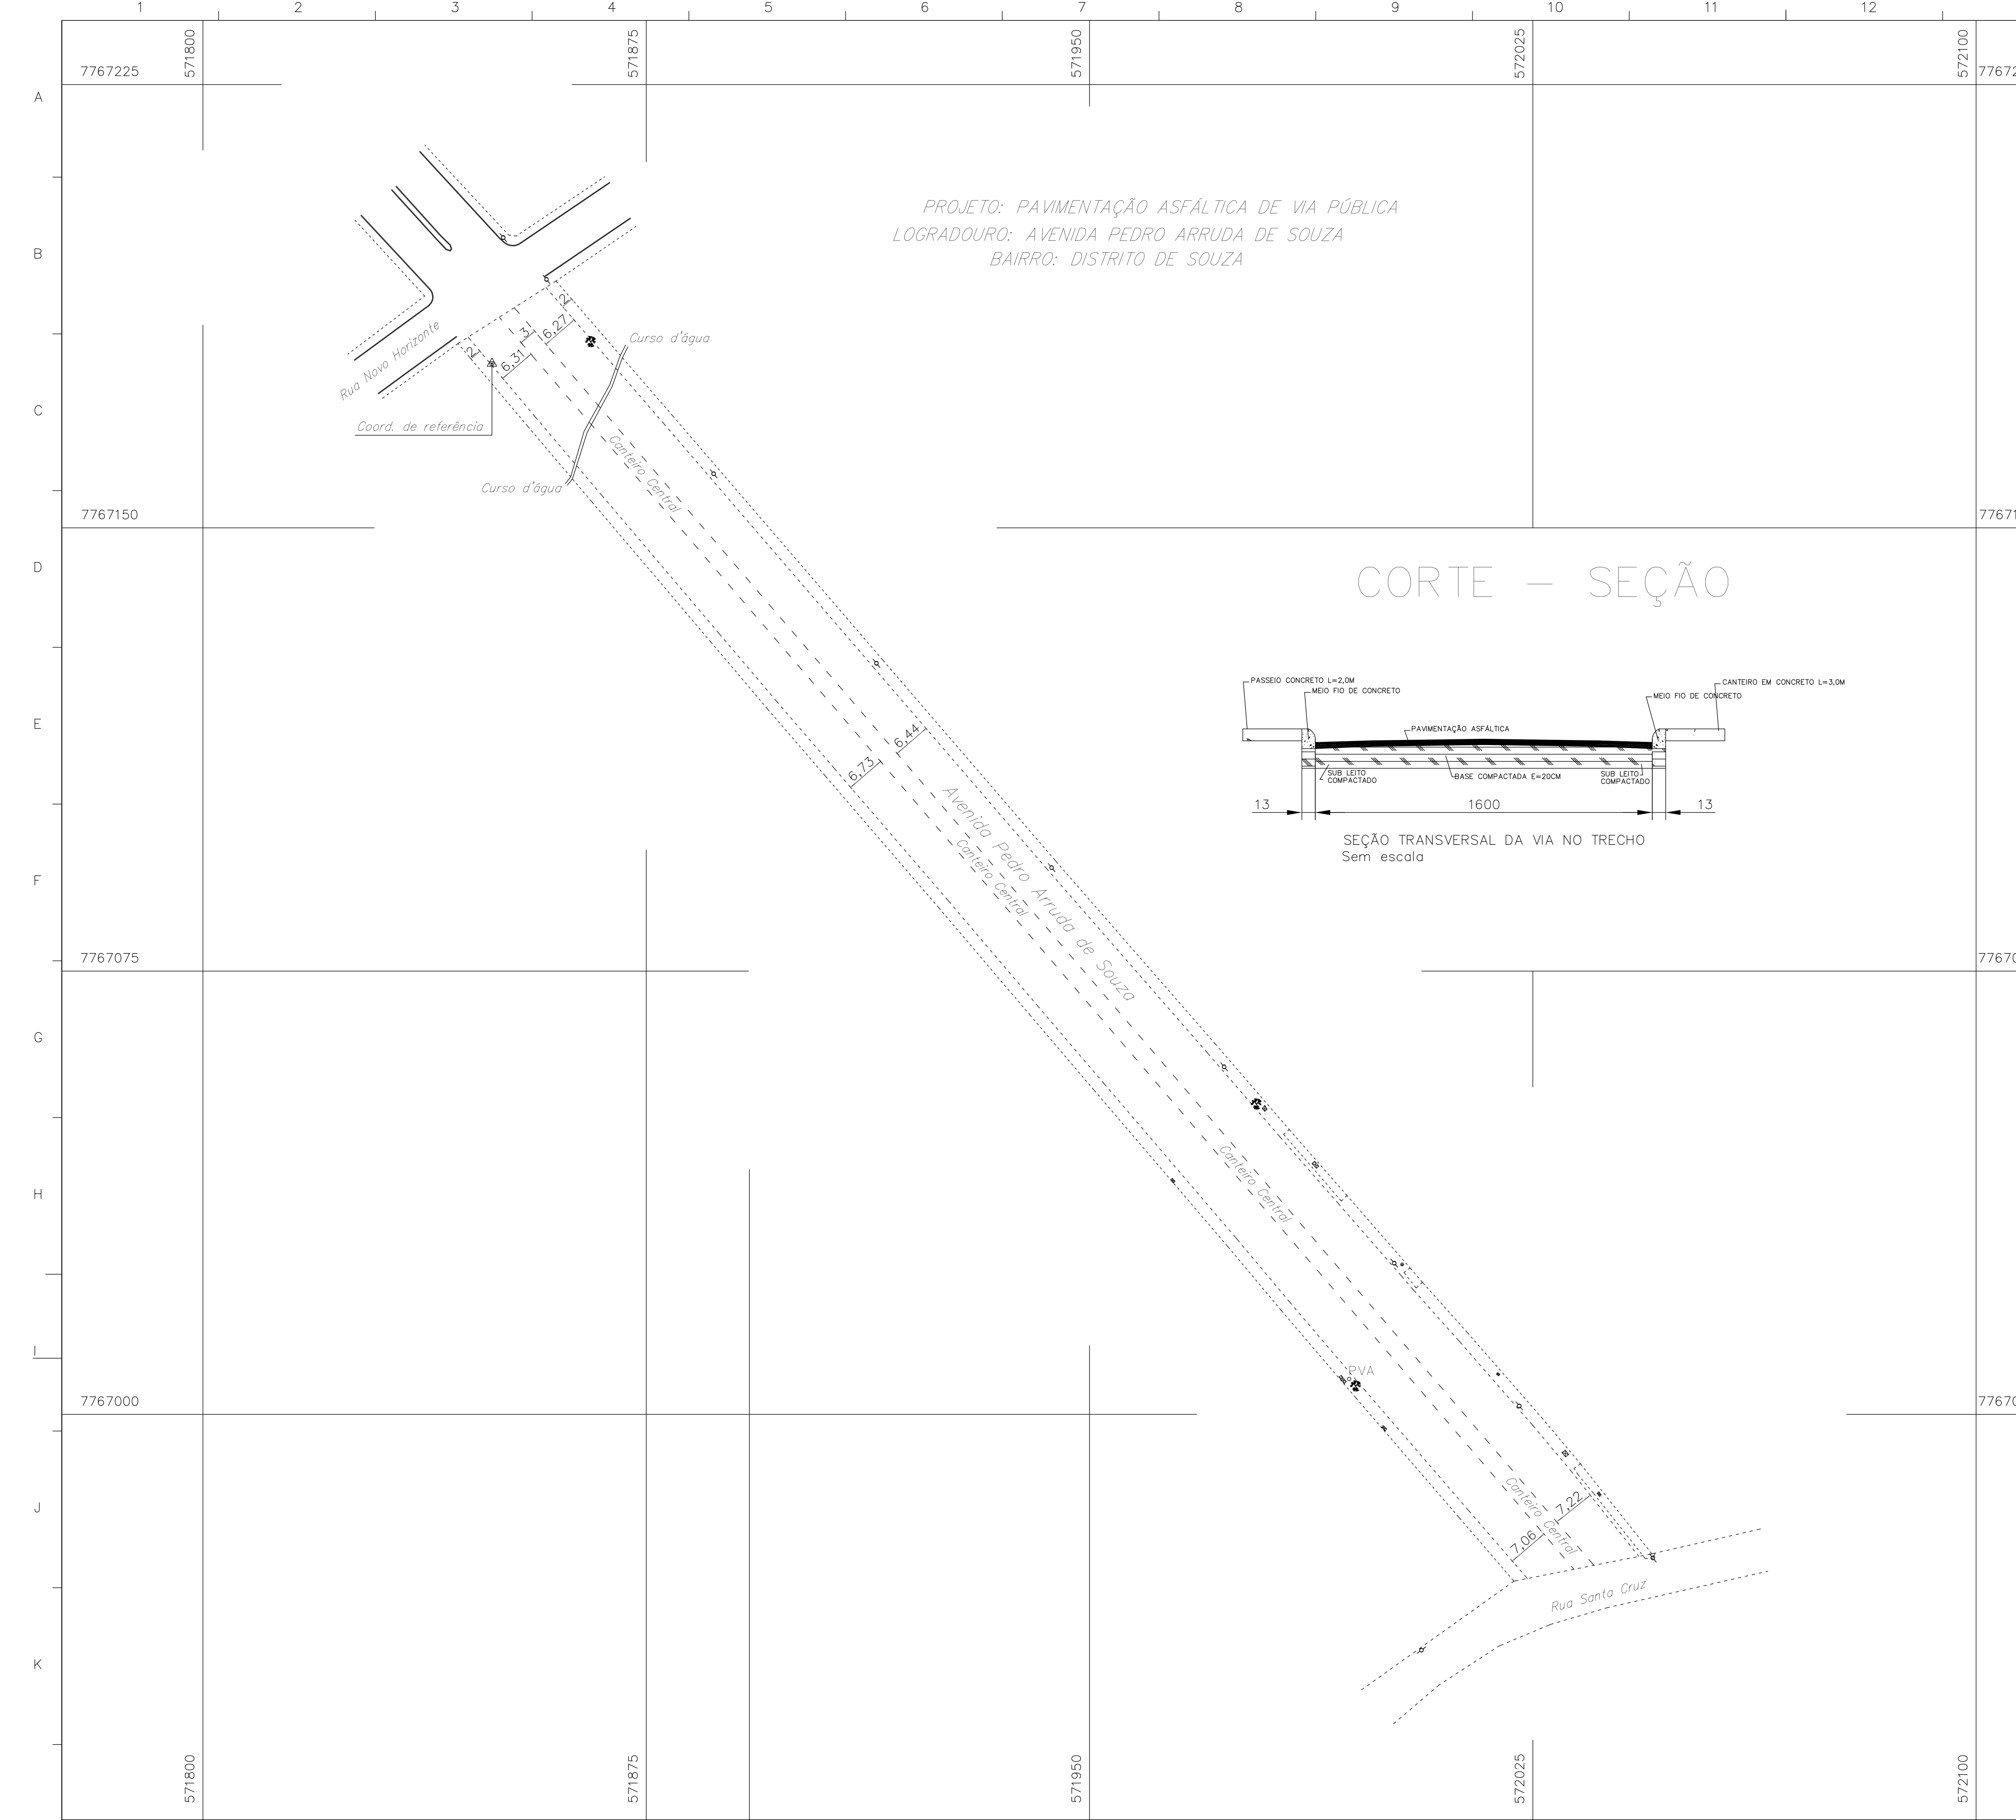 1 2 3 4 5 6 7 8 9 10 11 12
571800 571875 571950 572025 572100
7767225
A
PROJETO: PAVIMENTAÇÃO ASFÁLTICA DE VIA PÚBLICA
LOGRADOURO: AVENIDA PEDRO ARRUDA DE SOUZA
BAIRRO: DISTRITO DE SOUZA
B
2
6,27
3
6,31
2
Rua Novo Horizonte
Curso d'água
C
Coord. de referência
Canteiro Central
Curso d'água
7767150
D
CORTE – SEÇÃO
PASSEIO CONCRETO L=2,0M
MEIO FIO DE CONCRETO
CANTEIRO EM CONCRETO L=3,0M
MEIO FIO DE CONCRETO
E
PAVIMENTAÇÃO ASFÁLTICA
6,44
6,73
SUB LEITO
COMPACTADO
BASE COMPACTADA E=20CM
SUB LEITO
COMPACTADO
13 1600 13
SEÇÃO TRANSVERSAL DA VIA NO TRECHO
Sem escala
Avenida Pedro Arruda de Souza
Canteiro Central
F
7767075
G
Canteiro Central
H
I
PVA
7767000
J
Canteiro Central
7,22
7,06
Rua Santa Cruz
K
571800 571875 571950 572025 572100